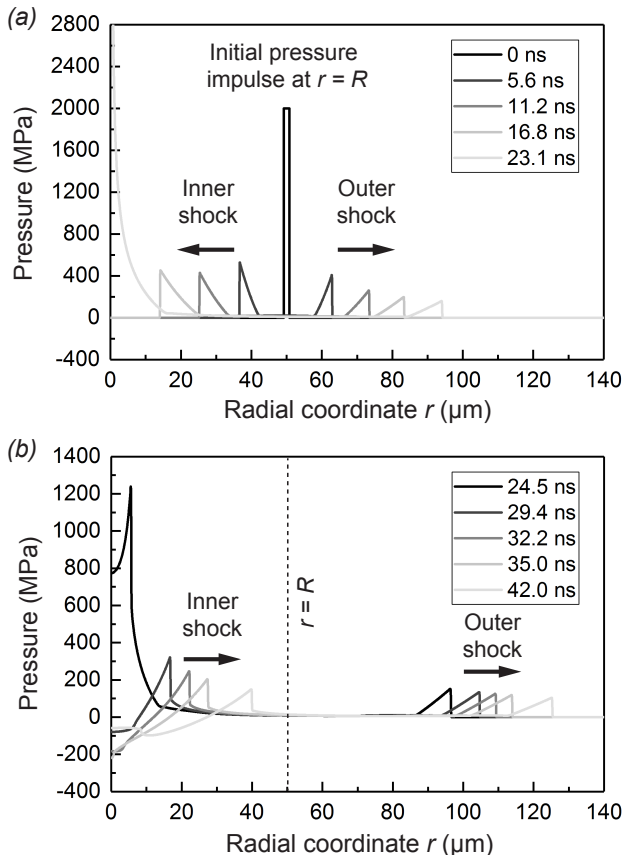 (a)
2800
2400
2000
1600
1200
800
400
0
-400
Pressure (MPa)
Initial pressure
impulse at r = R
0 ns
5.6 ns
11.2 ns
16.8 ns
23.1 ns
Inner
shock
Outer
shock
0 20 40 60 80 100 120 140
Radial coordinate r (μm)
(b)
1400
1200
1000
800
600
400
200
0
-200
-400
Pressure (MPa)
24.5 ns
29.4 ns
32.2 ns
35.0 ns
42.0 ns
Inner
shock
r = R
Outer
shock
0 20 40 60 80 100 120 140
Radial coordinate r (μm)